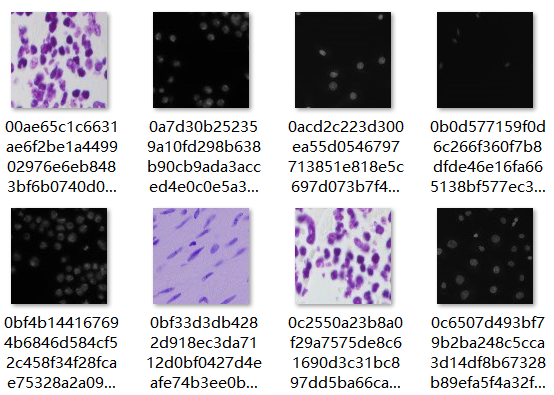 00ae65c1c6631
ae6f2be1a4499
02976e6eb848
3bf6b0740d0...
0a7d30b25235
9a10fd298b638
b90cb9ada3acc
ed4e0c0e5a3...
0acd2c223d300
ea55d0546797
713851e818e5c
697d073b7f4...
0b0d577159f0d
6c266f360f7b8
dfde46e16fa66
5138bf577ec3...
0bf4b14416769
4b6846d584cf5
2c458f34f28fca
e75328a2a09...
0bf33d3db428
2d918ec3da71
12d0bf0427d4e
afe74b3ee0b...
0c2550a23b8a0
f29a7575de8c6
1690d3c31bc8
97dd5ba66ca...
0c6507d493bf7
9b2ba248c5cca
3d14df8b67328
b89efa5f4a32f...